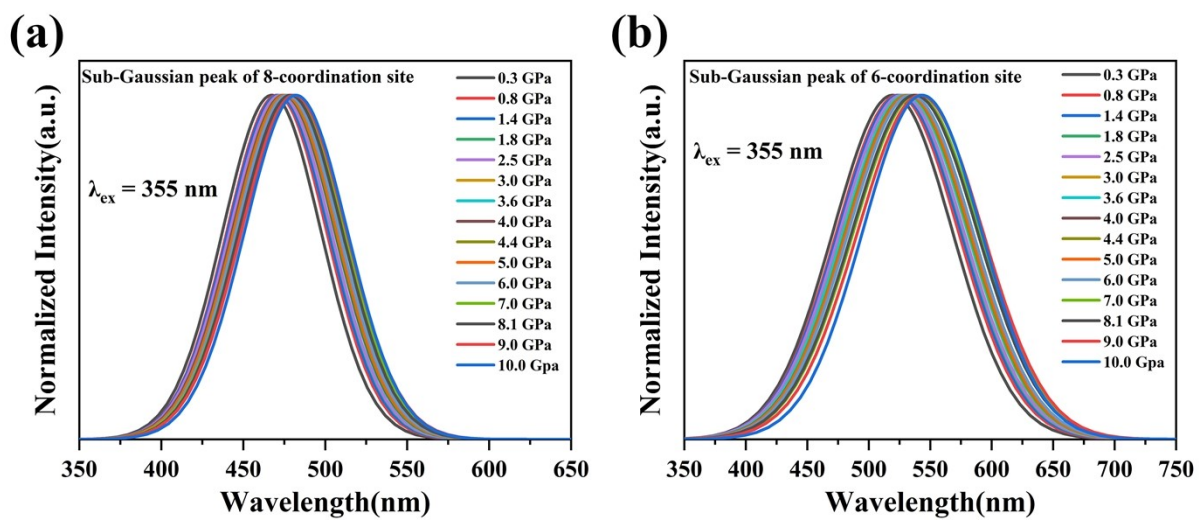 (a)
Sub-Gaussian peak of 8-coordination site
λex = 355 nm
0.3 GPa
0.8 GPa
1.4 GPa
1.8 GPa
2.5 GPa
3.0 GPa
3.6 GPa
4.0 GPa
4.4 GPa
5.0 GPa
6.0 GPa
7.0 GPa
8.1 GPa
9.0 GPa
10.0 Gpa
Normalized Intensity(a.u.)
350 400 450 500 550 600 650
Wavelength(nm)
(b)
Sub-Gaussian peak of 6-coordination site
λex = 355 nm
0.3 GPa
0.8 GPa
1.4 GPa
1.8 GPa
2.5 GPa
3.0 GPa
3.6 GPa
4.0 GPa
4.4 GPa
5.0 GPa
6.0 GPa
7.0 GPa
8.1 GPa
9.0 GPa
10.0 GPa
Normalized Intensity(a.u.)
350 400 450 500 550 600 650 700 750
Wavelength(nm)